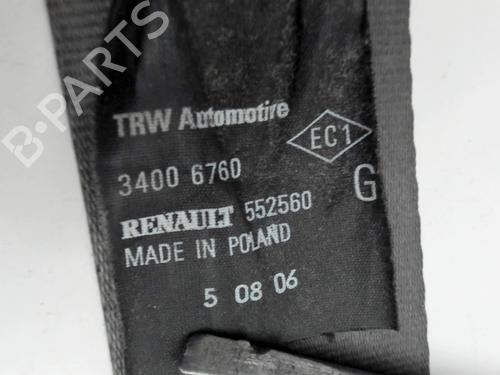 B-PARTS
TRW Automotive
EC1
3400 6760
G
RENAULT 552560
MADE IN POLAND
5 08 06